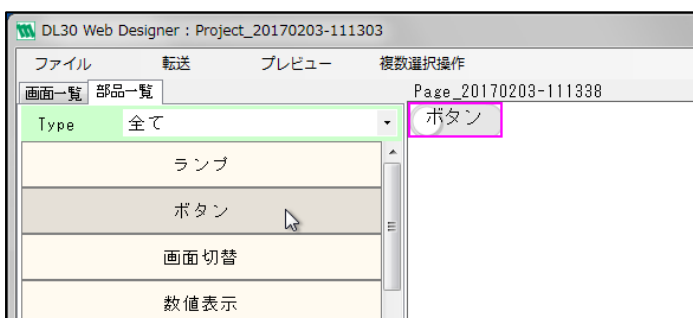 DL30 Web Designer : Project_20170203-111303
ファイル 転送 プレビュー 複数選択操作
画面一覧 部品一覧 Page_20170203-111338
Type 全て ボタン
ランプ
ボタン
画面切替
数値表示